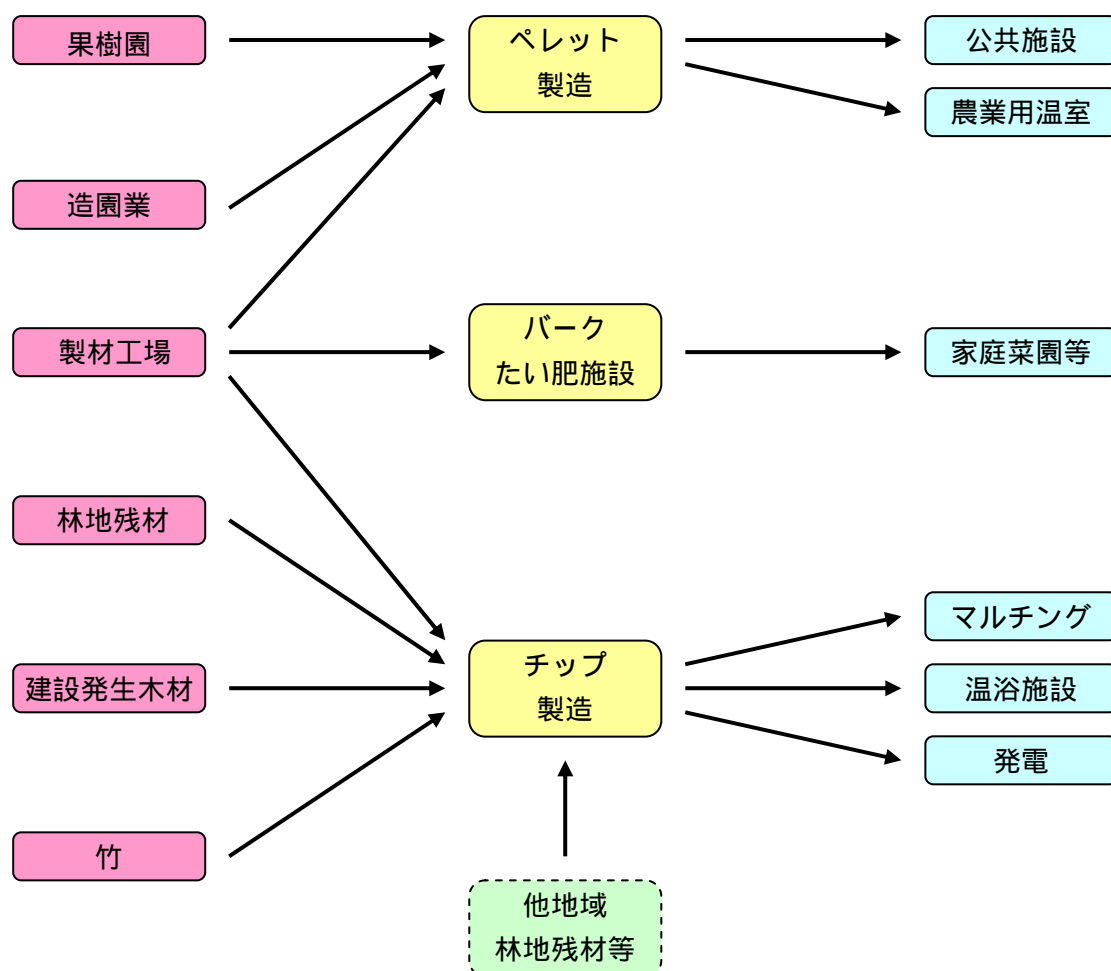 果樹園
ペレット
製造
公共施設
農業用温室
造園業
製材工場
バーク
たい肥施設
家庭菜園等
林地残材
マルチング
建設発生木材
チップ
製造
温浴施設
発電
竹
他地域
林地残材等